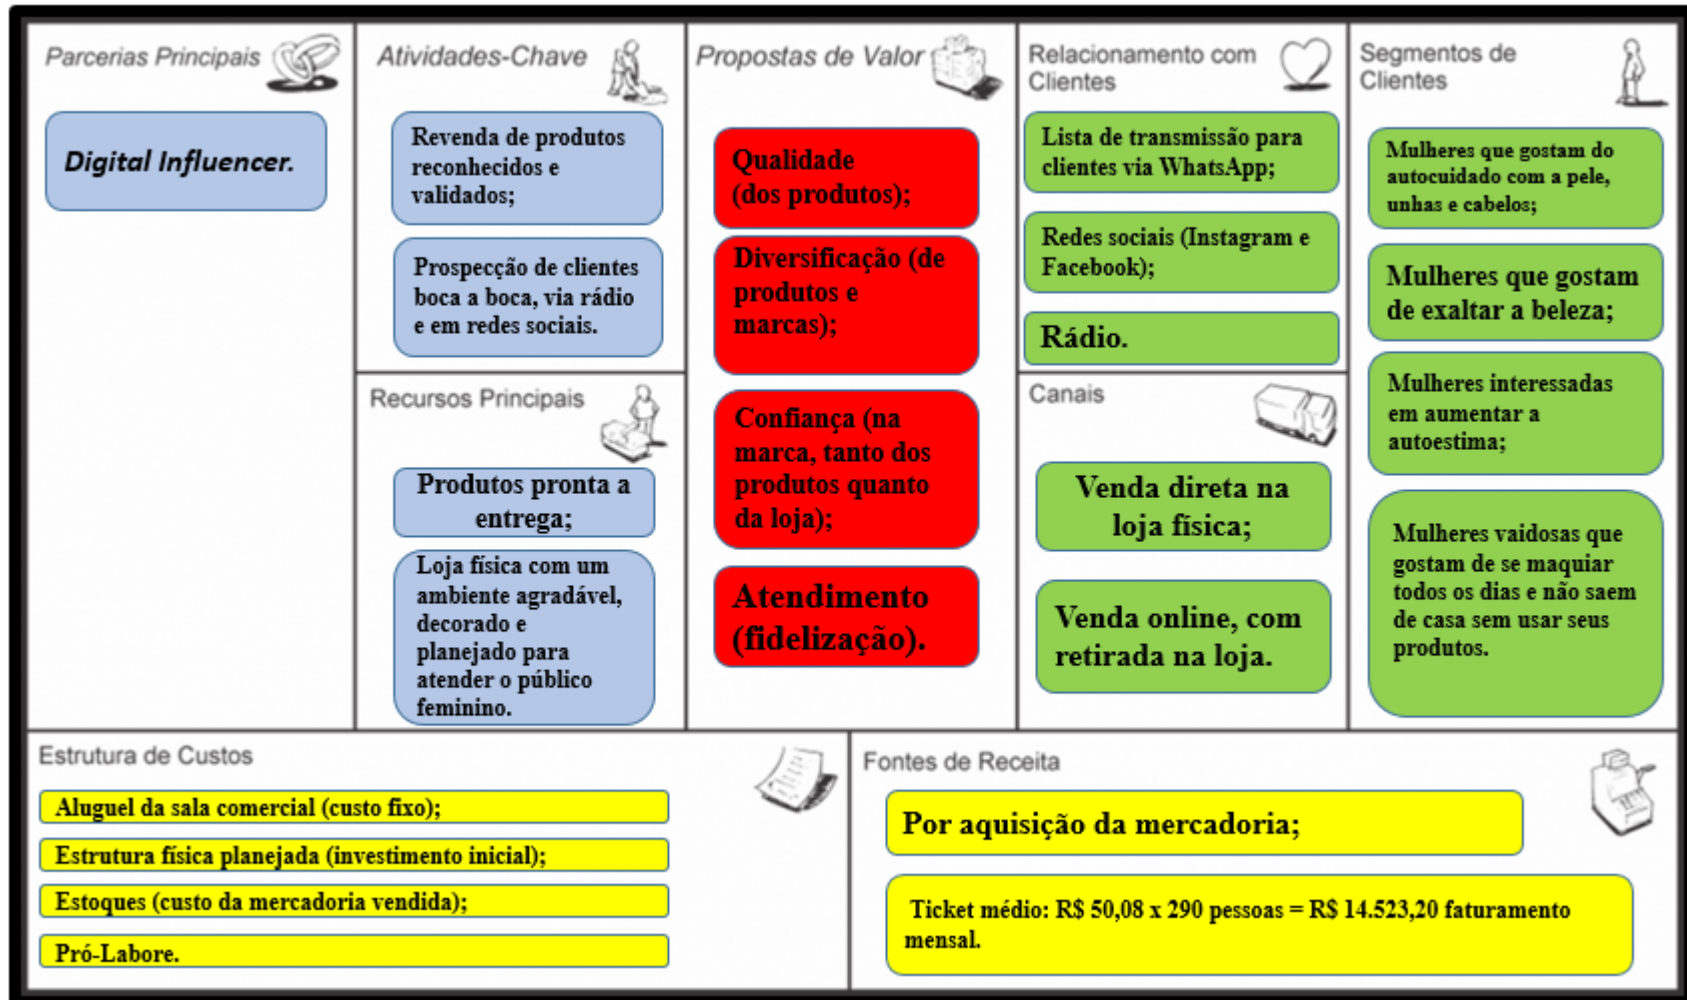 Parcerias Principais
Digital Influencer.
Atividades-Chave
Revenda de produtos
reconhecidos e
validados;
Prospecção de clientes
boca a boca, via rádio
e em redes sociais.
Recursos Principais
Produtos pronta a
entrega;
Loja física com um
ambiente agradável,
decorado e
planejado para
atender o público
feminino.
Propostas de Valor
Qualidade
(dos produtos);
Diversificação (de
produtos e
marcas);
Confiança (na
marca, tanto dos
produtos quanto
da loja);
Atendimento
(fidelização).
Relacionamento com
Clientes
Lista de transmissão para
clientes via WhatsApp;
Redes sociais (Instagram e
Facebook);
Rádio.
Canais
Venda direta na
loja física;
Venda online, com
retirada na loja.
Segmentos de
Clientes
Mulheres que gostam do
autocuidado com a pele,
unhas e cabelos;
Mulheres que gostam
de exaltar a beleza;
Mulheres interessadas
em aumentar a
autoestima;
Mulheres vaidosas que
gostam de se maquiar
todos os dias e não saem
de casa sem usar seus
produtos.
Estrutura de Custos
Aluguel da sala comercial (custo fixo);
Estrutura física planejada (investimento inicial);
Estoques (custo da mercadoria vendida);
Pró-Labore.
Fontes de Receita
Por aquisição da mercadoria;
Ticket médio: R$ 50,08 x 290 pessoas = R$ 14.523,20 faturamento
mensal.